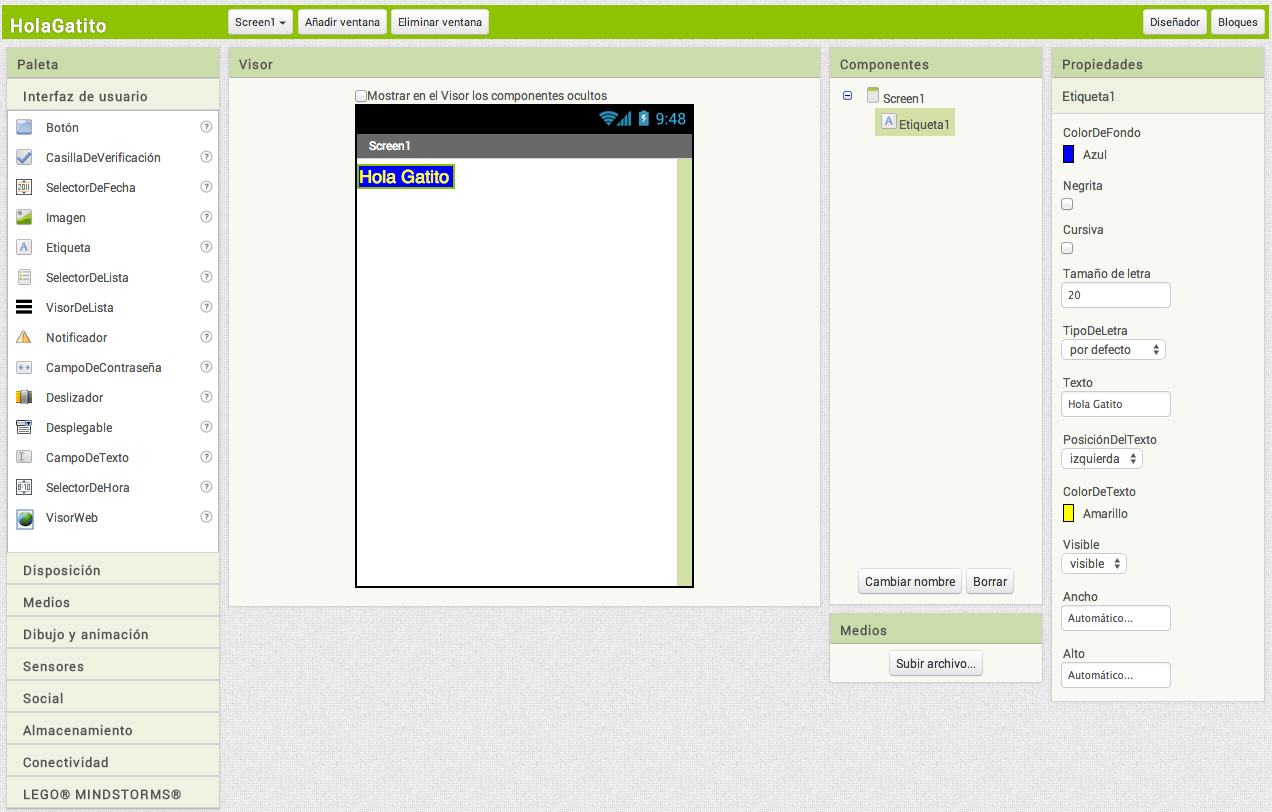 HolaGatito
Screen1
Añadir ventana
Eliminar ventana
Diseñador
Bloques
Paleta
Interfaz de usuario
Botón
?
CasillaDeVerificación
?
SelectorDeFecha
?
Imagen
?
Etiqueta
?
SelectorDeLista
?
VisorDeLista
?
Notificador
?
CampoDeContraseña
?
Deslizador
?
Desplegable
?
CampoDeTexto
?
SelectorDeHora
?
VisorWeb
?
Disposición
Medios
Dibujo y animación
Sensores
Social
Almacenamiento
Conectividad
LEGO® MINDSTORMS®
Visor
Mostrar en el Visor los componentes ocultos
9:48
Screen1
Hola Gatito
Componentes
Screen1
A Etiqueta1
Cambiar nombre
Borrar
Medios
Subir archivo...
Propiedades
Etiqueta1
ColorDeFondo
Azul
Negrita
Cursiva
Tamaño de letra
20
TipoDeLetra
por defecto
Texto
Hola Gatito
PosiciónDelTexto
izquierda
ColorDeTexto
Amarillo
Visible
visible
Ancho
Automático...
Alto
Automático...